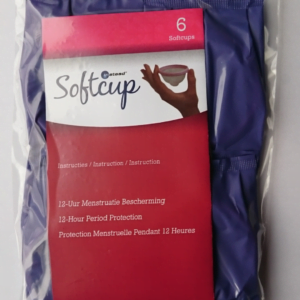 6
Softcups
Softcup
Instructies / Instruction / Instruction
12-Uur Menstruatie Bescherming
12-Hour Period Protection
Protection Menstruelle Pendant 12 Heures